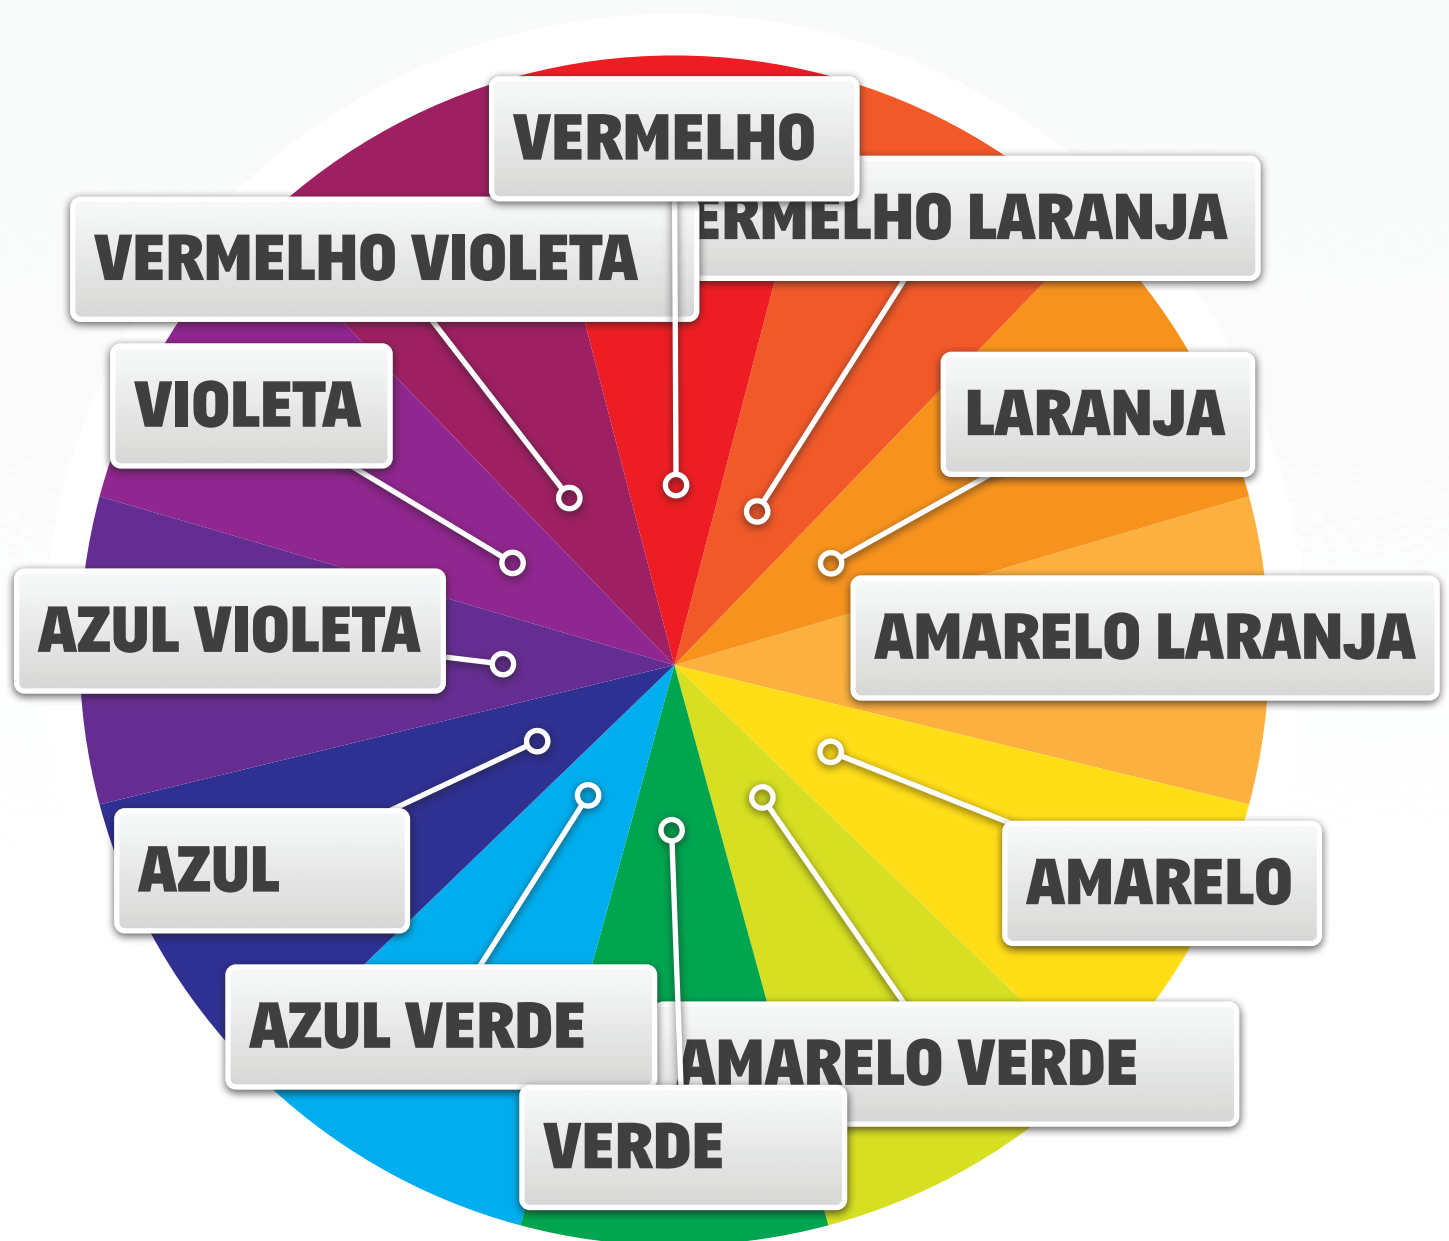 VERMELHO
ERMELHO LARANJA
VERMELHO VIOLETA
VIOLETA
LARANJA
AZUL VIOLETA
AMARELO LARANJA
AZUL
AMARELO
AZUL VERDE
AMARELO VERDE
VERDE